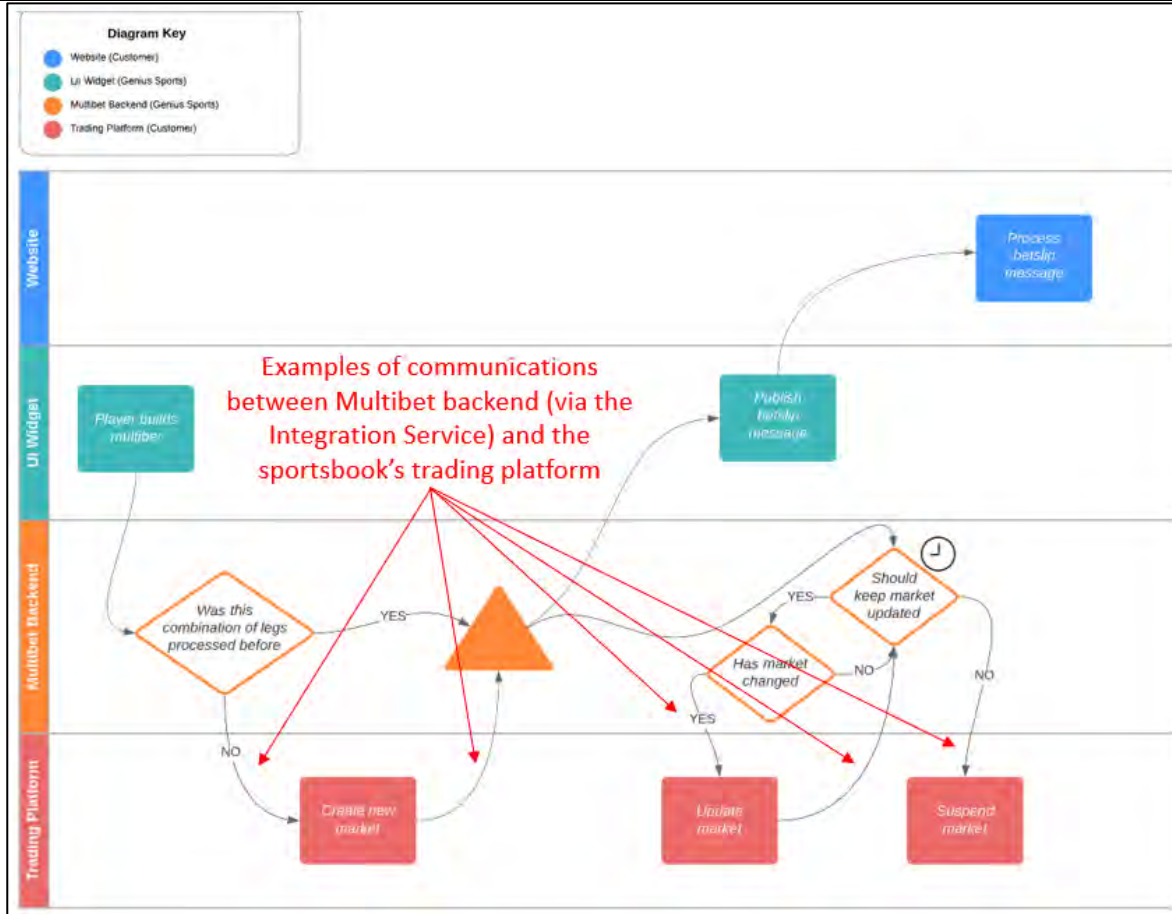 Diagram Key
Website (Customer)
UI Widget (Genius Sports)
Multibet Backend (Genius Sports)
Trading Platform (Customer)
Website
Process
betslip
message
UI Widget
Player builds
multibet
Examples of communications
between Multibet backend (via the
Integration Service) and the
sportsbook's trading platform
Publish
betslip
message
Multibet Backend
Was this
combination of legs
processed before
YES
Should
keep market
updated
YES
Has market
changed
NO
NO
YES
NO
Trading Platform
Create new
market
Update
market
Suspend
market